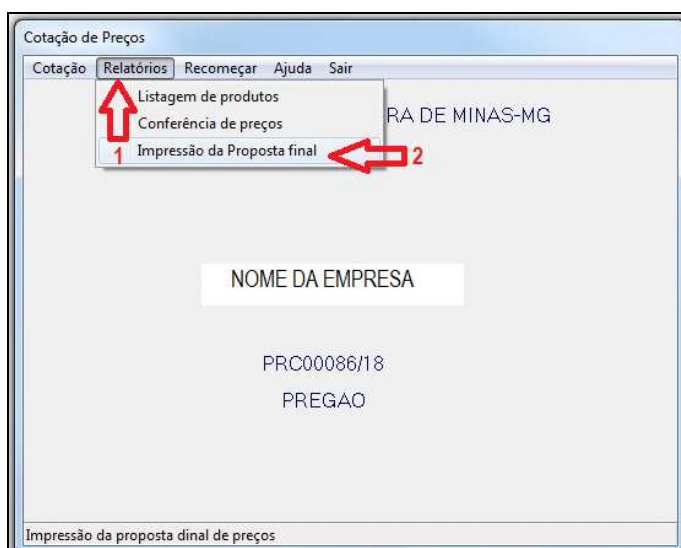 Cotação de Preços
Cotação Relatórios Recomeçar Ajuda Sair
Listagem de produtos
RA DE MINAS-MG
Conferência de preços
1 Impressão da Proposta final 2
NOME DA EMPRESA
PRC00086/18
PREGAO
Impressão da proposta dinal de preços